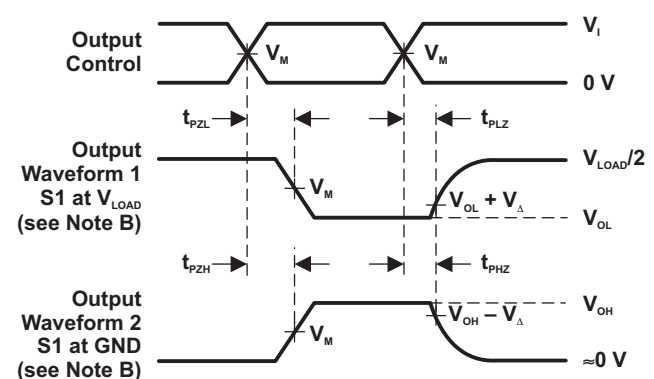 Output
Control
V_M
V_M
V_I
0 V
t_PZL
t_PLZ
Output
Waveform 1
S1 at V_LOAD
(see Note B)
V_M
V_OL + V_Δ
V_LOAD/2
V_OL
t_PZH
t_PHZ
Output
Waveform 2
S1 at GND
(see Note B)
V_M
V_OH – V_Δ
V_OH
≈0 V